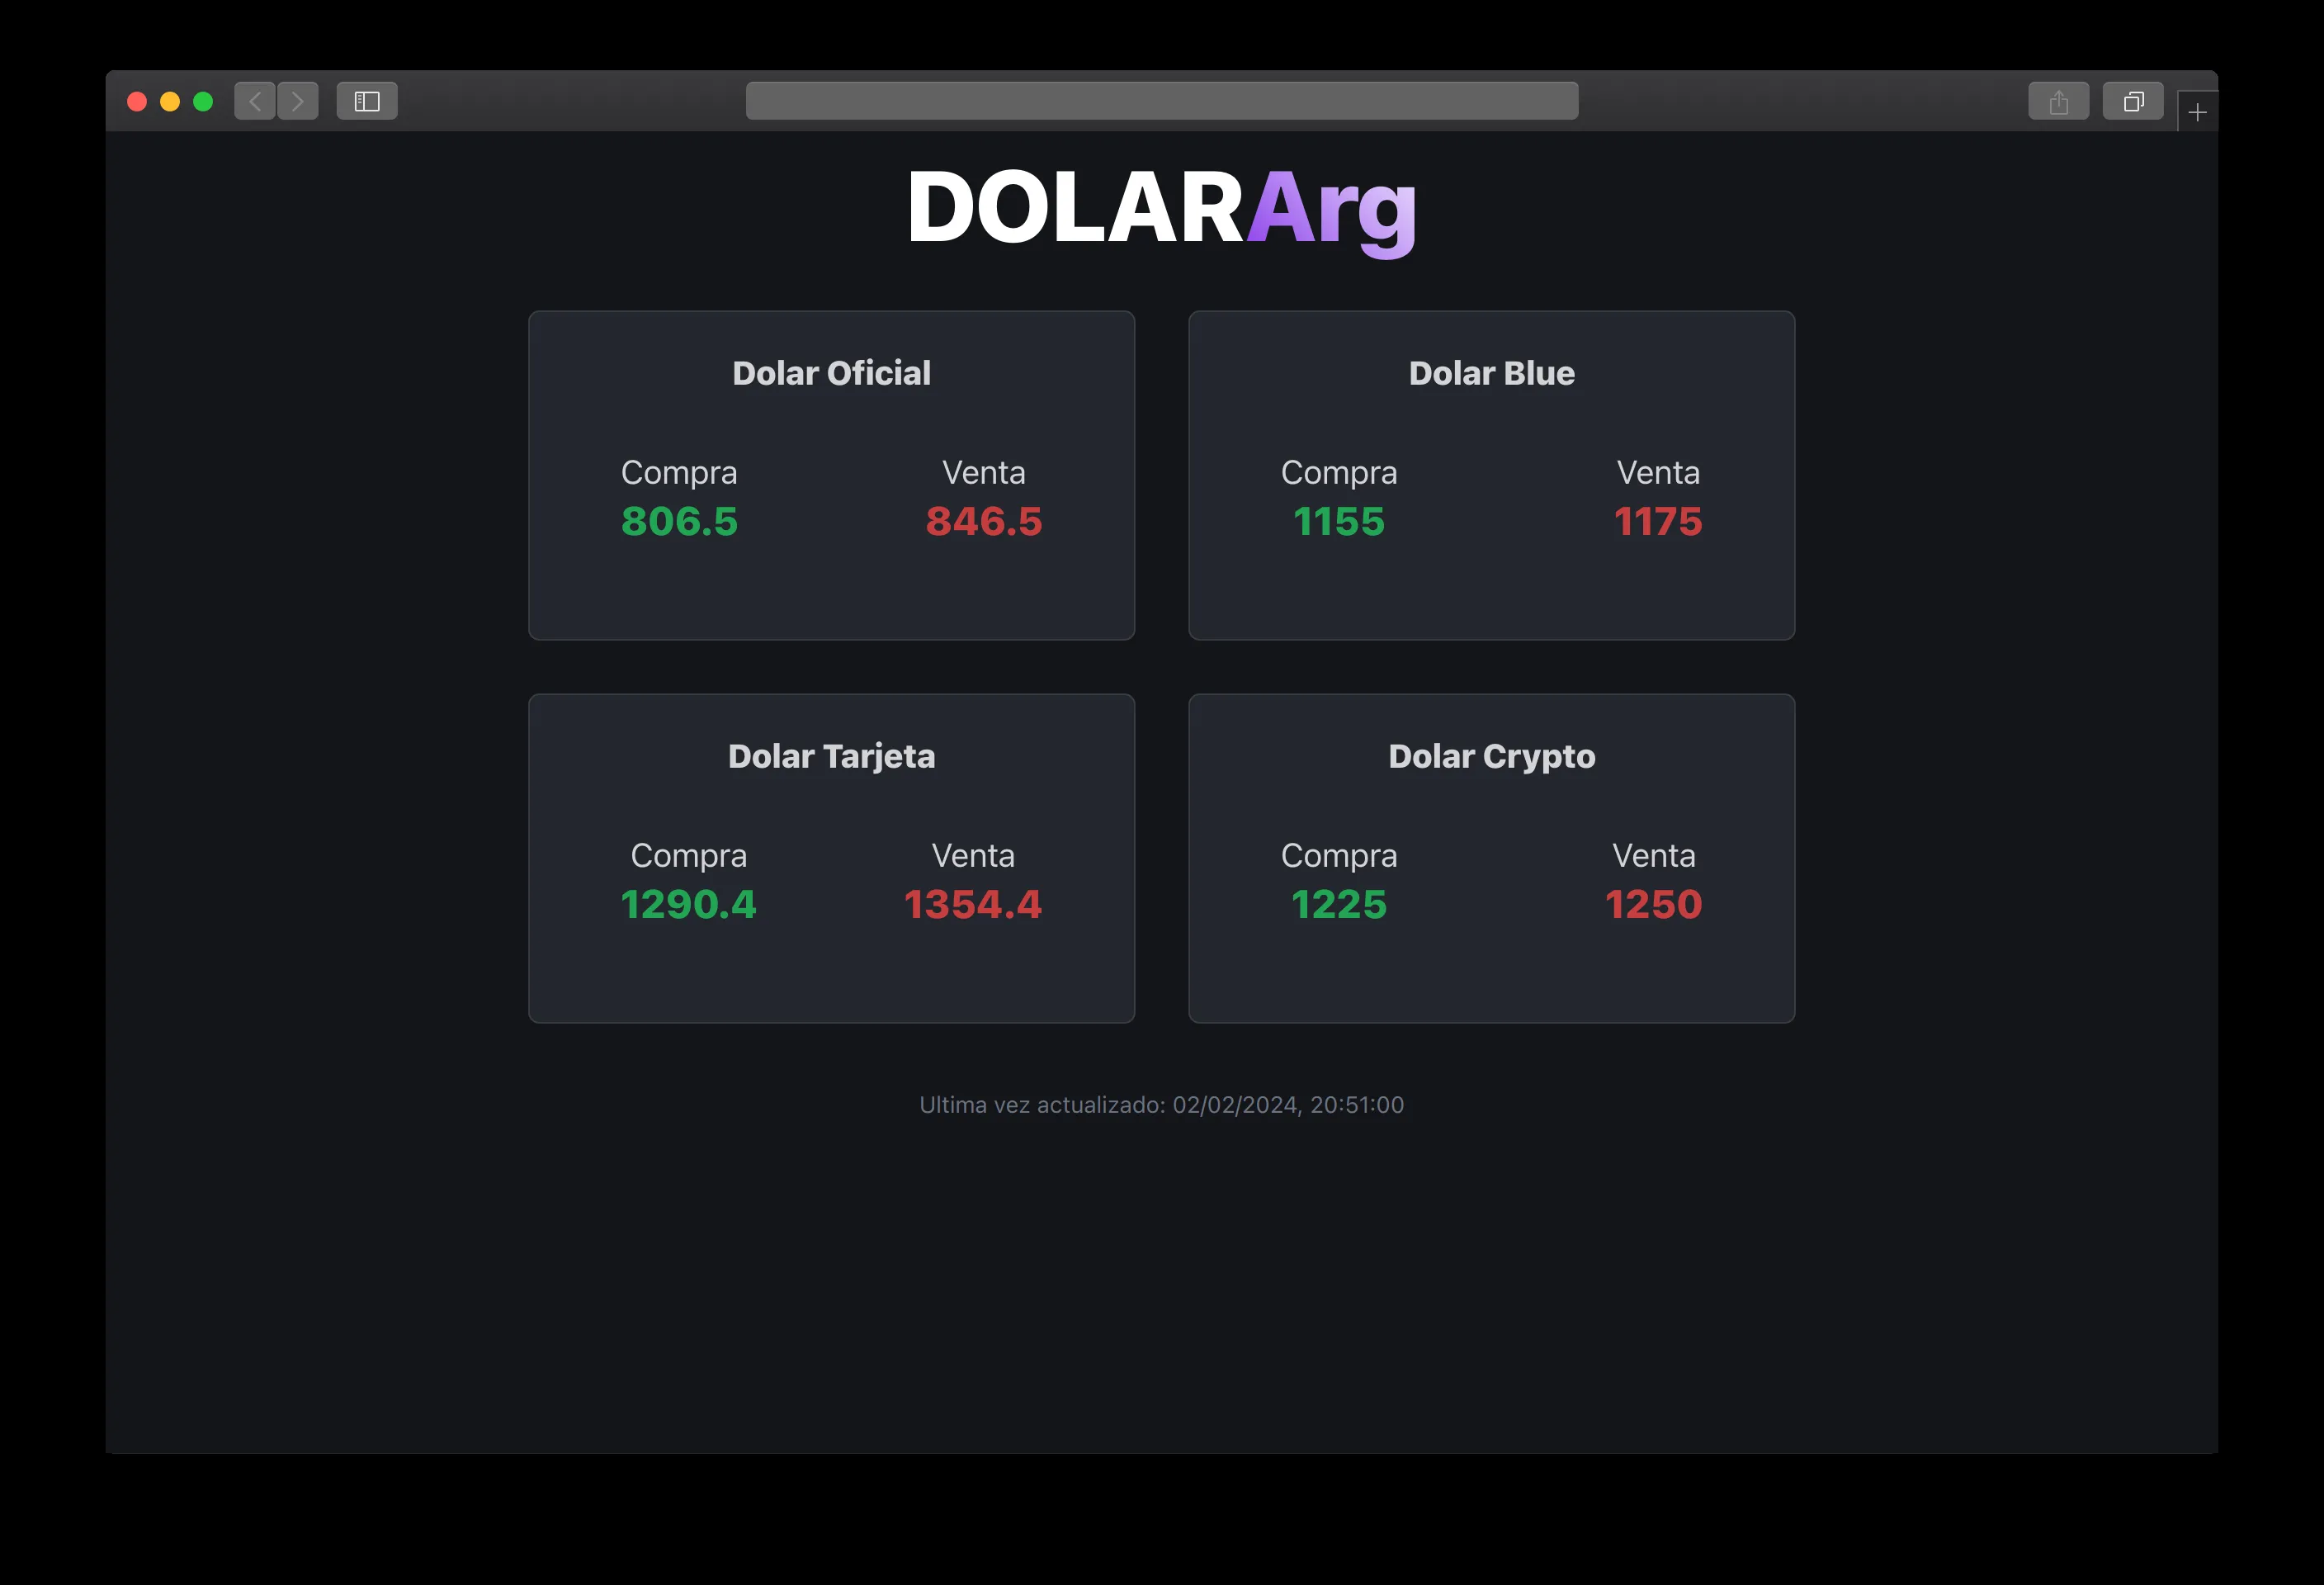 DOLARArg
Dolar Oficial
Compra Venta
806.5 846.5
Dolar Blue
Compra Venta
1155 1175
Dolar Tarjeta
Compra Venta
1290.4 1354.4
Dolar Crypto
Compra Venta
1225 1250
Ultima vez actualizado: 02/02/2024, 20:51:00